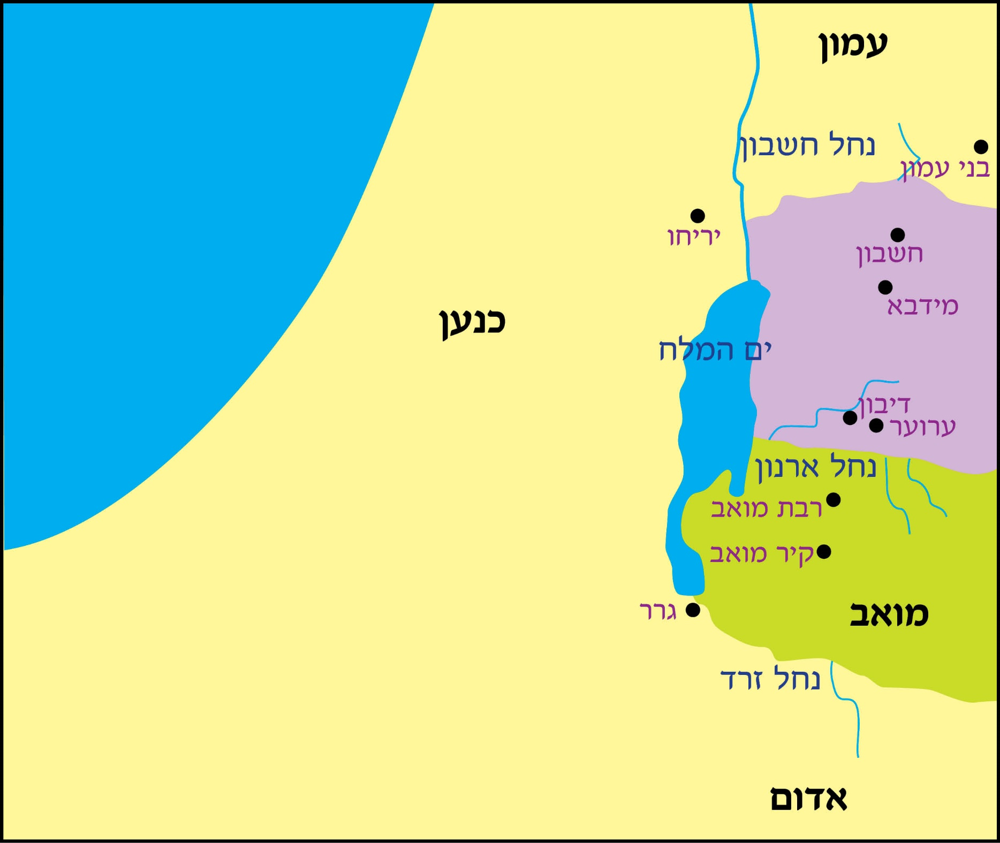 עמון
נחל חשבון
בני עמון
יריחו
חשבון
מידבא
כנען
ים המלח
דיבון
ערוער
נחל ארנון
רבת מואב
קיר מואב
גרר
מואב
נחל זרד
אדום